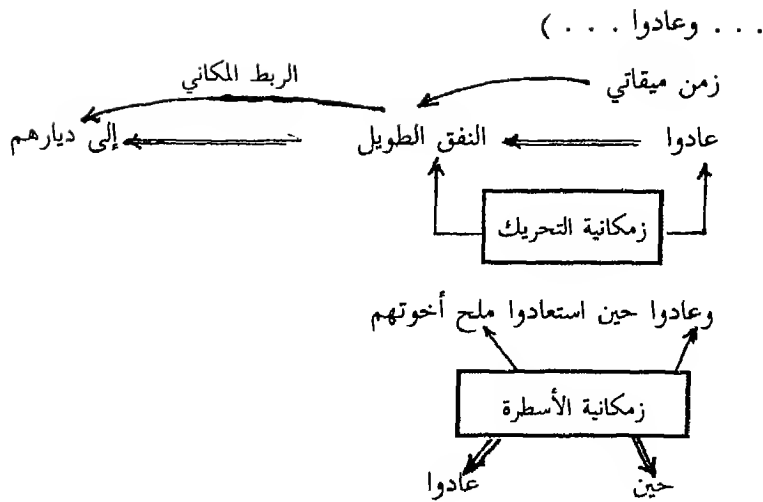 . . . وعادوا . . . )
زمن ميقاتي
الربط المكاني
عادوا النفق الطويل إلى ديارهم
زمكانية التحريك
وعادوا حين استعادوا ملح أخوتهم
زمكانية الأسطرة
حين عادوا